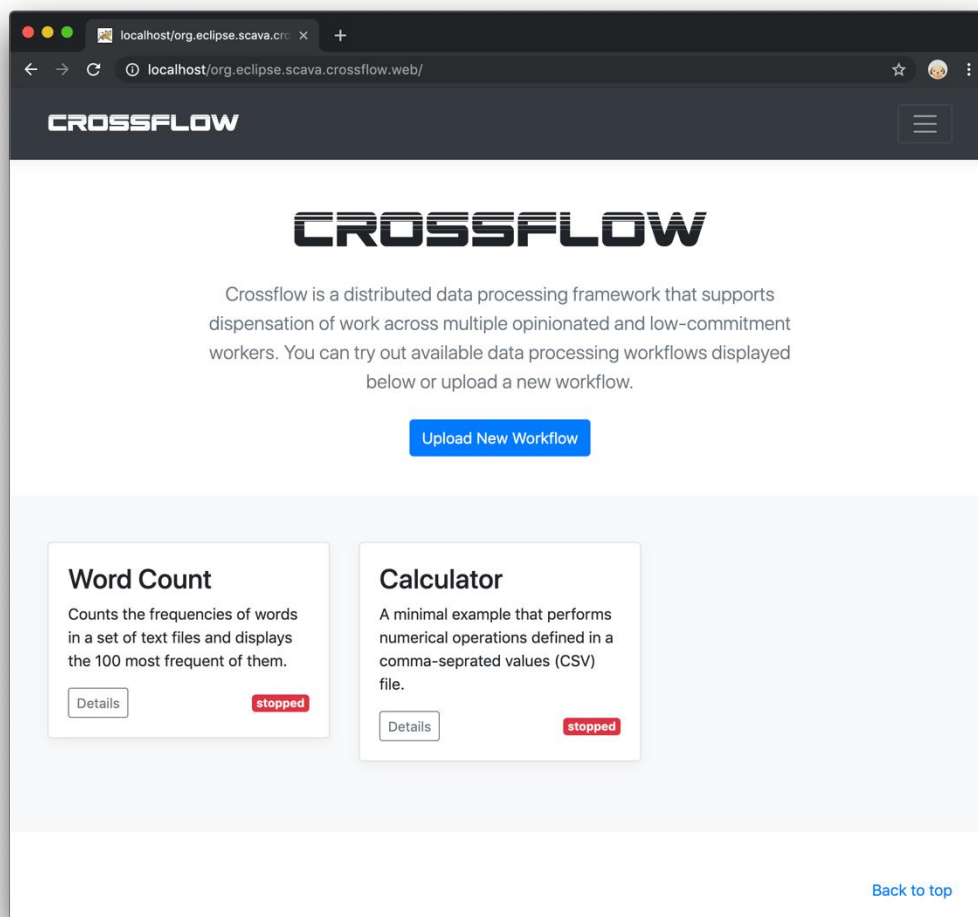 localhost/org.eclipse.scava.cro
localhost/org.eclipse.scava.crossflow.web/
CROSSFLOW
CROSSFLOW
Crossflow is a distributed data processing framework that supports
dispensation of work across multiple opinionated and low-commitment
workers. You can try out available data processing workflows displayed
below or upload a new workflow.
Upload New Workflow
Word Count
Counts the frequencies of words
in a set of text files and displays
the 100 most frequent of them.
Details
stopped
Calculator
A minimal example that performs
numerical operations defined in a
comma-seprated values (CSV)
file.
Details
stopped
Back to top